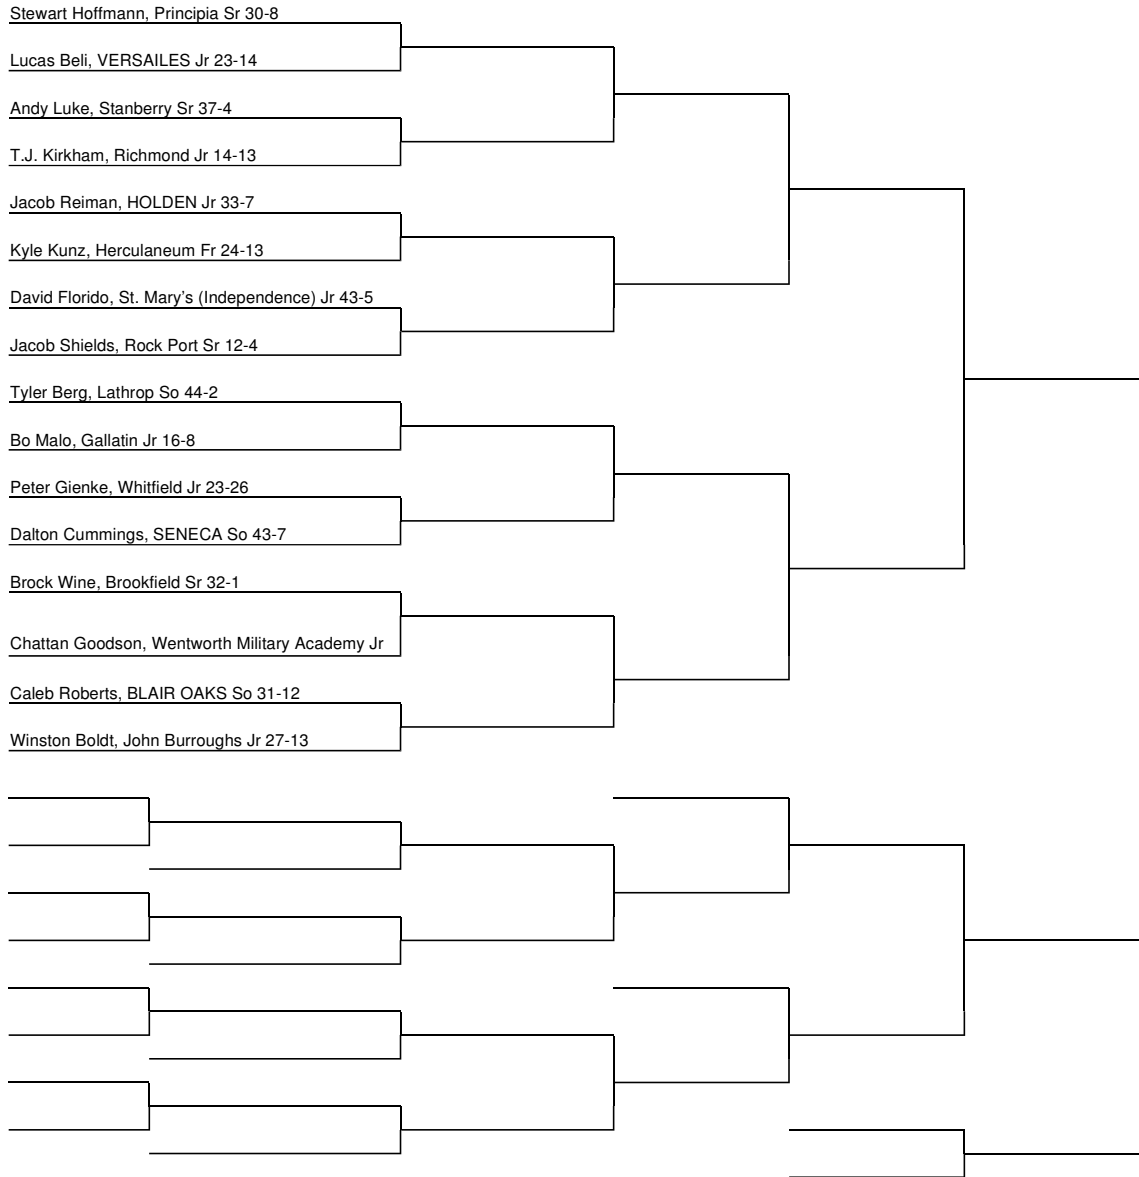 Stewart Hoffmann, Principia Sr 30-8
Lucas Beli, VERSAILES Jr 23-14
Andy Luke, Stanberry Sr 37-4
T.J. Kirkham, Richmond Jr 14-13
Jacob Reiman, HOLDEN Jr 33-7
Kyle Kunz, Herculaneum Fr 24-13
David Florido, St. Mary's (Independence) Jr 43-5
Jacob Shields, Rock Port Sr 12-4
Tyler Berg, Lathrop So 44-2
Bo Malo, Gallatin Jr 16-8
Peter Gienke, Whitfield Jr 23-26
Dalton Cummings, SENECA So 43-7
Brock Wine, Brookfield Sr 32-1
Chattan Goodson, Wentworth Military Academy Jr
Caleb Roberts, BLAIR OAKS So 31-12
Winston Boldt, John Burroughs Jr 27-13